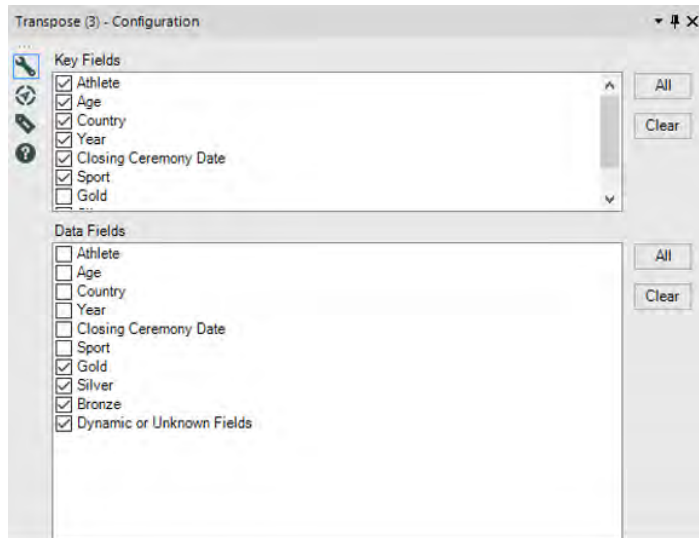 Transpose (3) - Configuration
Key Fields
Athlete
All
Age
Country
Clear
Year
Closing Ceremony Date
Sport
Gold
Data Fields
Athlete
All
Age
Country
Clear
Year
Closing Ceremony Date
Sport
Gold
Silver
Bronze
Dynamic or Unknown Fields